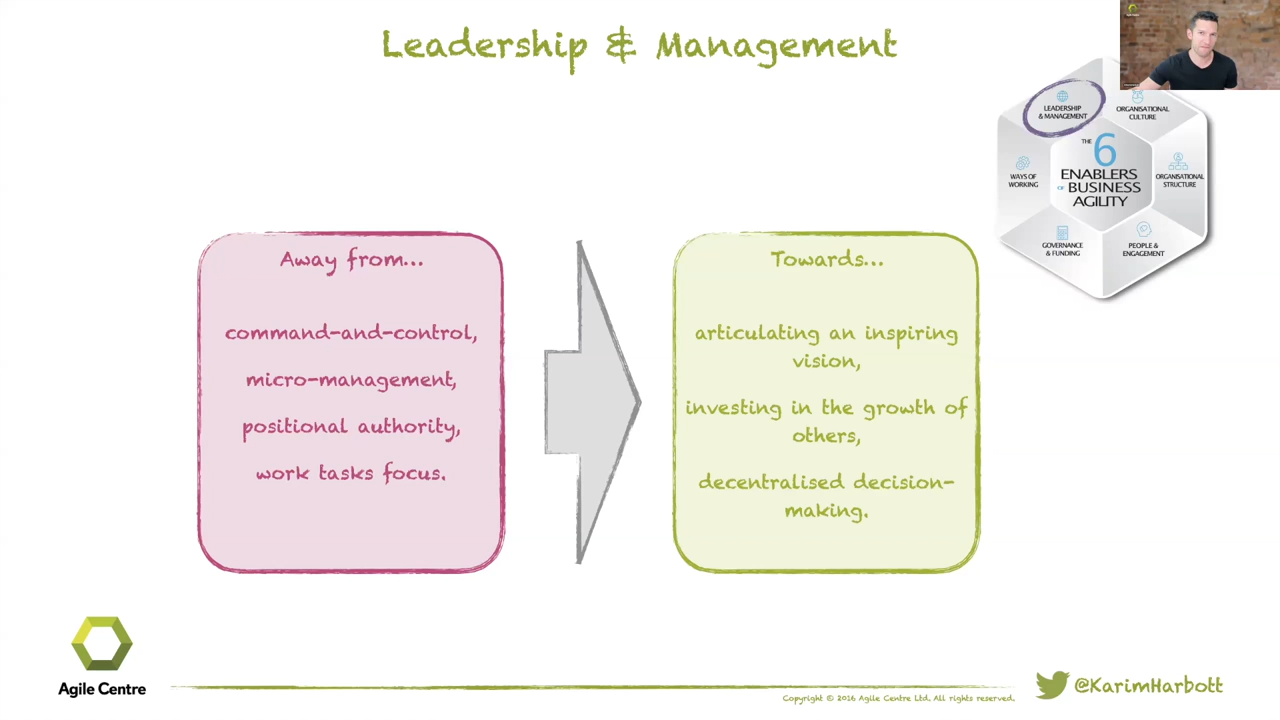 Leadership & Management
LEADERSHIP
& MANAGEMENT
ORGANISATIONAL
CULTURE
THE 6
ENABLERS
OF BUSINESS
AGILITY
WAYS OF
WORKING
ORGANISATIONAL
STRUCTURE
GOVERNANCE
& FUNDING
PEOPLE &
ENGAGEMENT
Away from...
command-and-control,
micro-management,
positional authority,
work tasks focus.
Towards...
articulating an inspiring
vision,
investing in the growth of
others,
decentralised decision-
making.
Agile Centre
Copyright © 2016 Agile Centre Ltd. All rights reserved.
@KarimHarbott